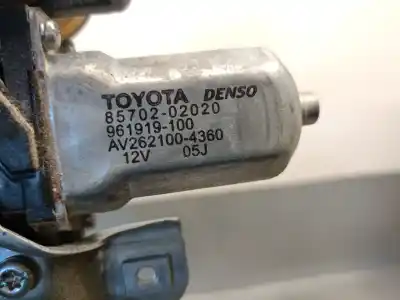 TOYOTA DENSO
85702-02020
961919-100
AV262100-4360
12V 05J